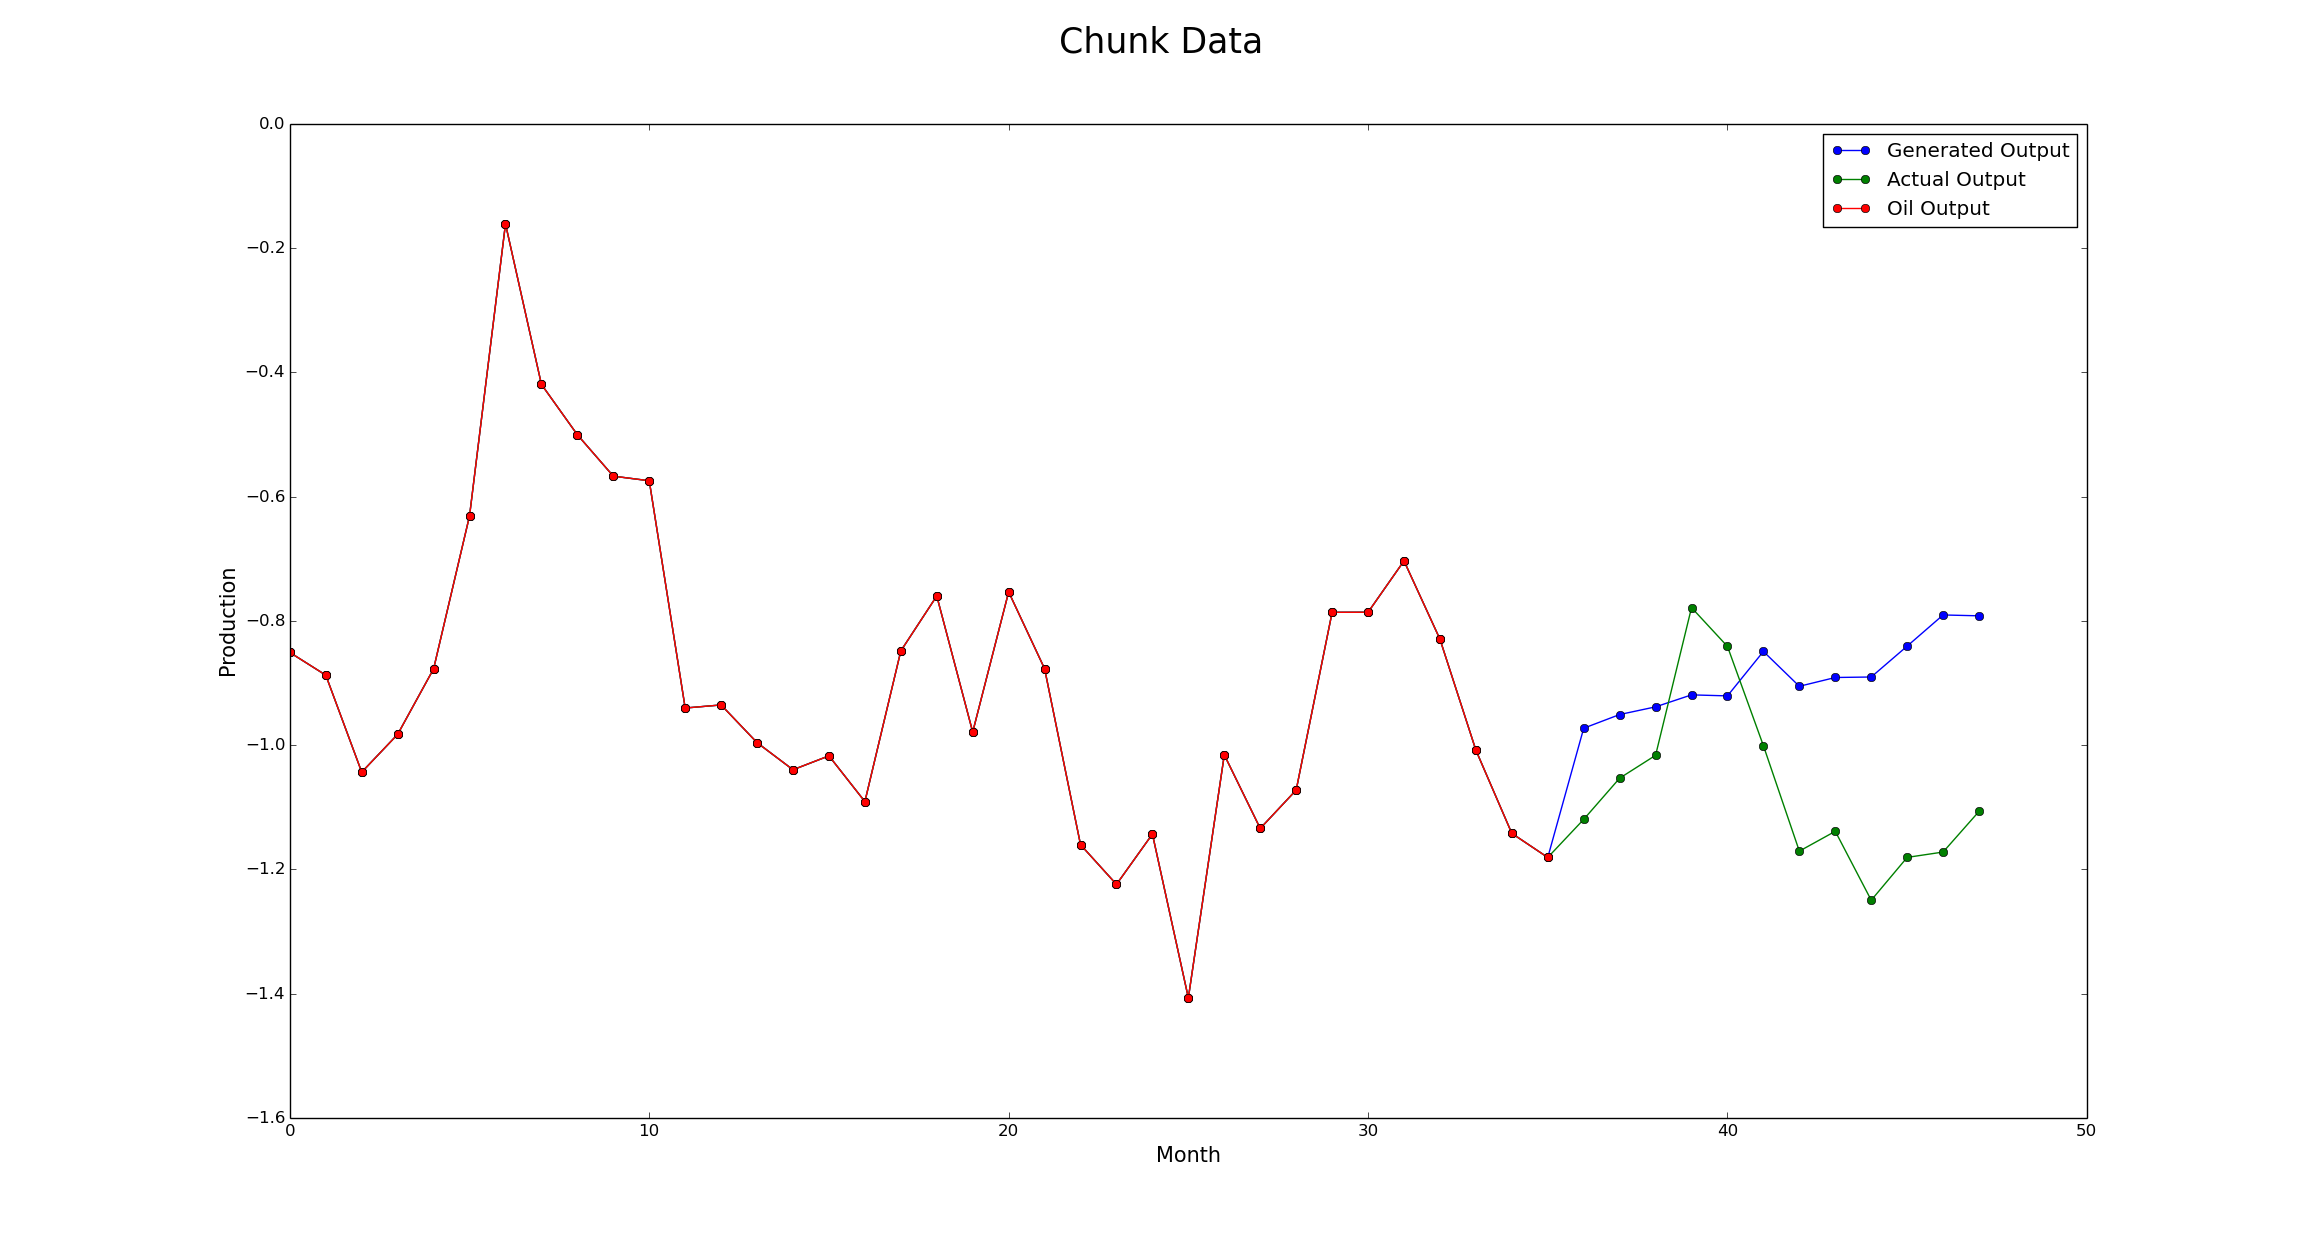 Chunk Data
0.0
−0.2
−0.4
−0.6
−0.8
−1.0
−1.2
−1.4
−1.6
Production
Generated Output
Actual Output
Oil Output
0 10 20 30 40 50
Month